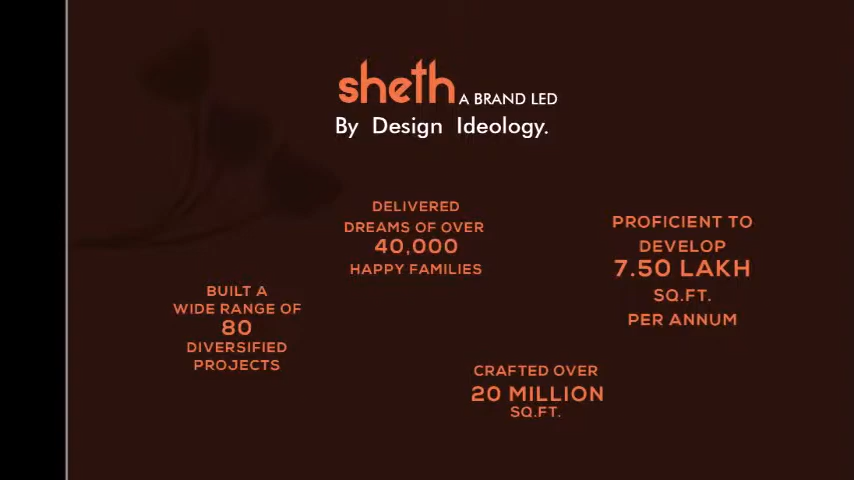 sheth A BRAND LED
By Design Ideology.
DELIVERED
DREAMS OF OVER
40,000
HAPPY FAMILIES
PROFICIENT TO
DEVELOP
7.50 LAKH
SQ.FT.
PER ANNUM
BUILT A
WIDE RANGE OF
80
DIVERSIFIED
PROJECTS
CRAFTED OVER
20 MILLION
SQ.FT.